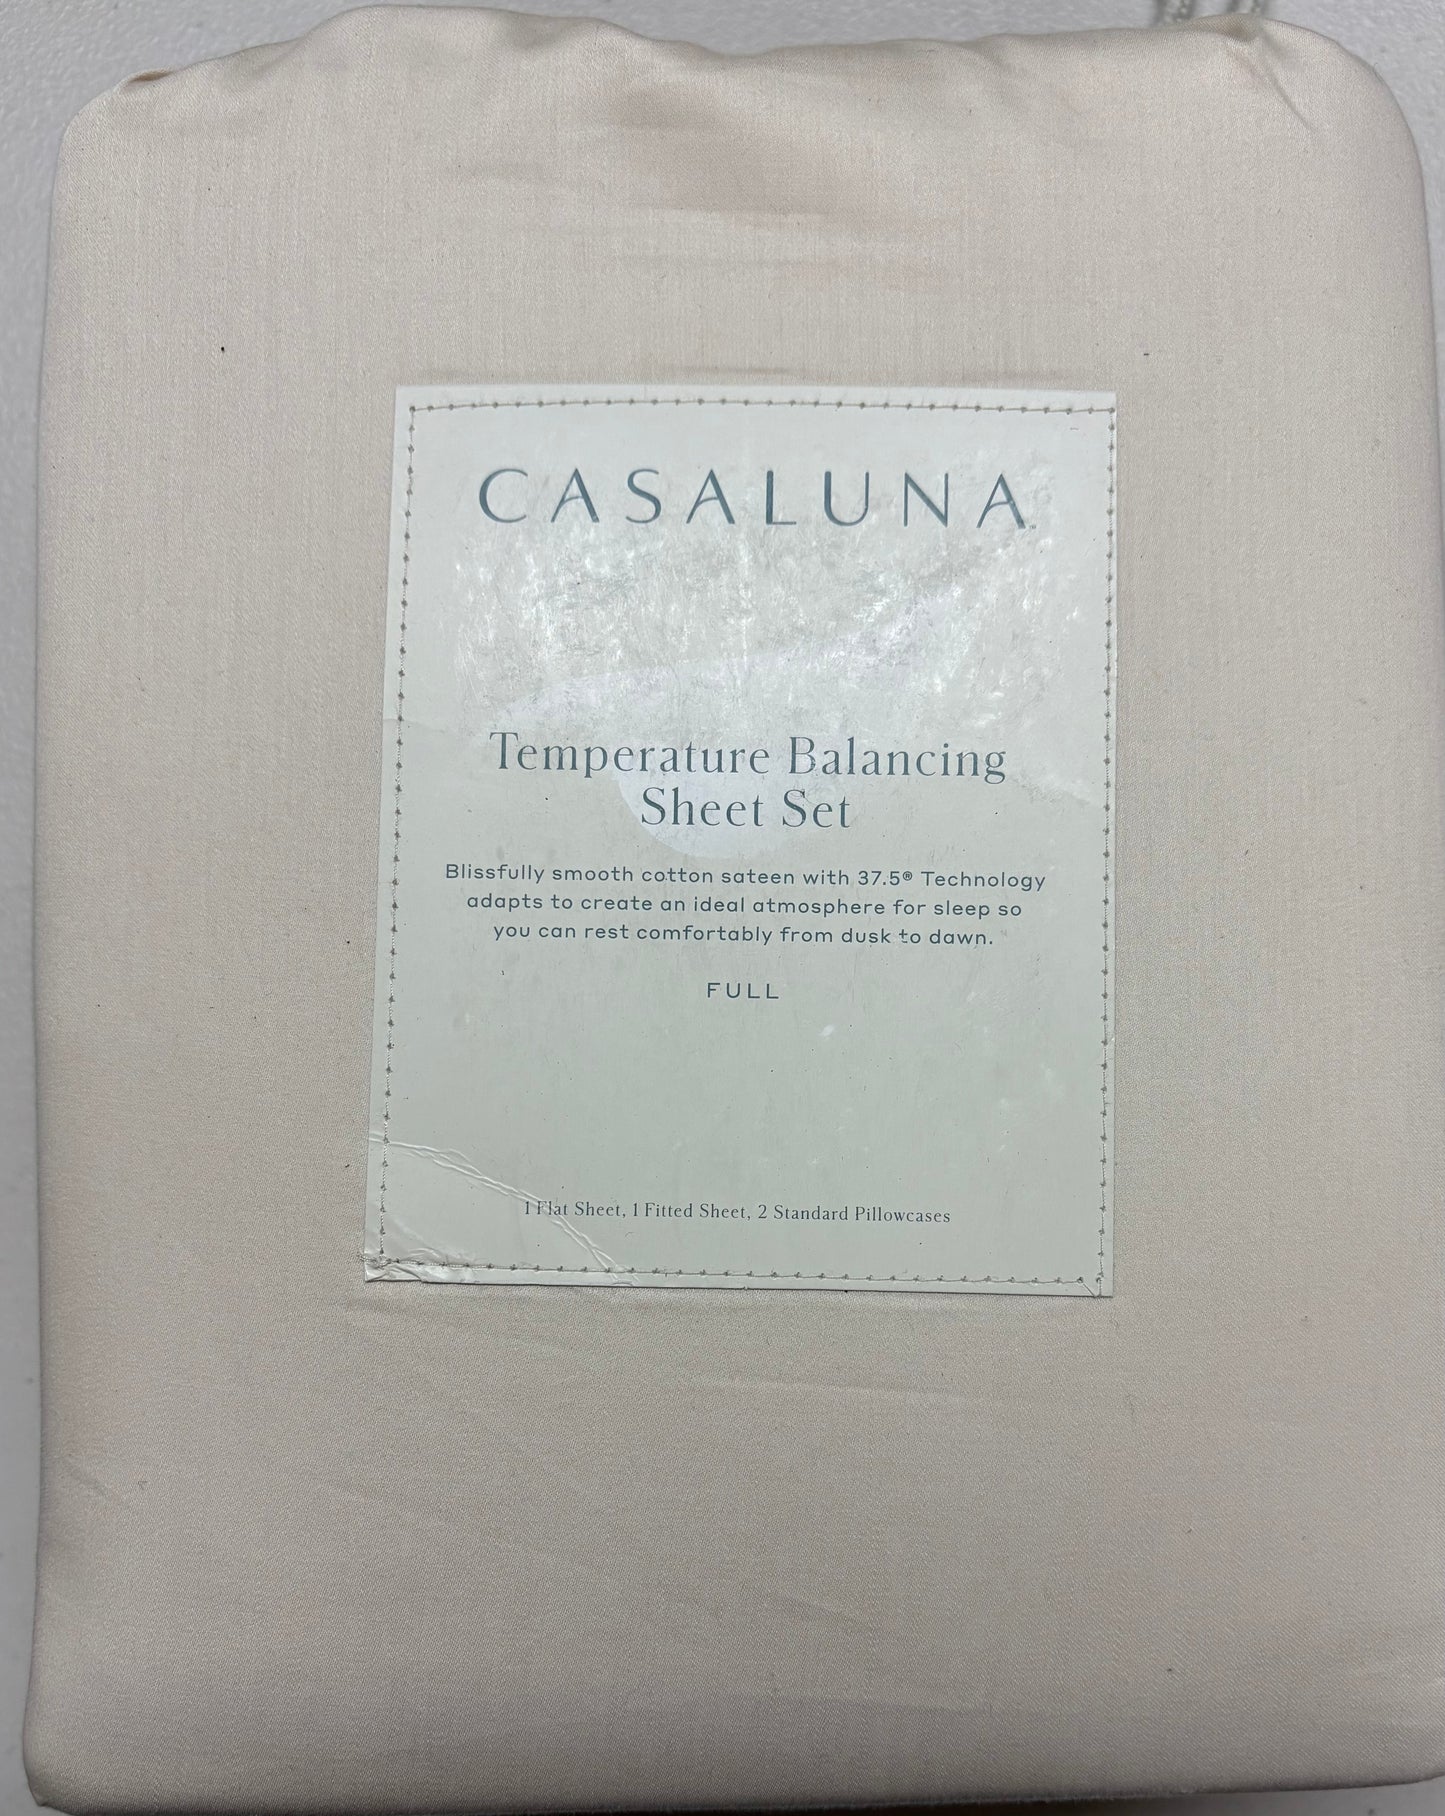 CASALUNA™
Temperature Balancing
Sheet Set
Blissfully smooth cotton sateen with 37.5® Technology
adapts to create an ideal atmosphere for sleep so
you can rest comfortably from dusk to dawn.
FULL
1 Flat Sheet, 1 Fitted Sheet, 2 Standard Pillowcases